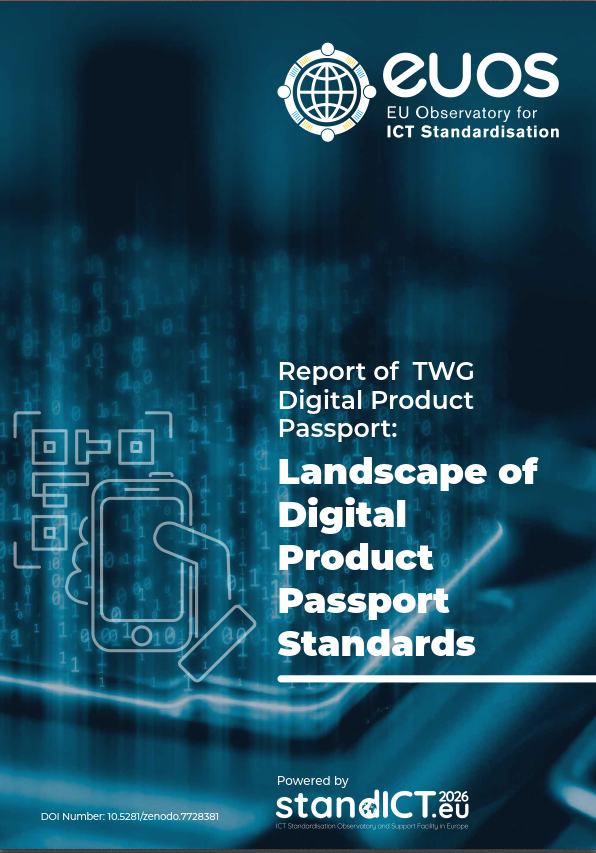 euos
EU Observatory for
ICT Standardisation
Report of TWG
Digital Product
Passport:
Landscape of
Digital
Product
Passport
Standards
Powered by
standICT.eu 2026
ICT Standardisation Observatory and Support Facility in Europe
DOI Number: 10.5281/zenodo.7728381